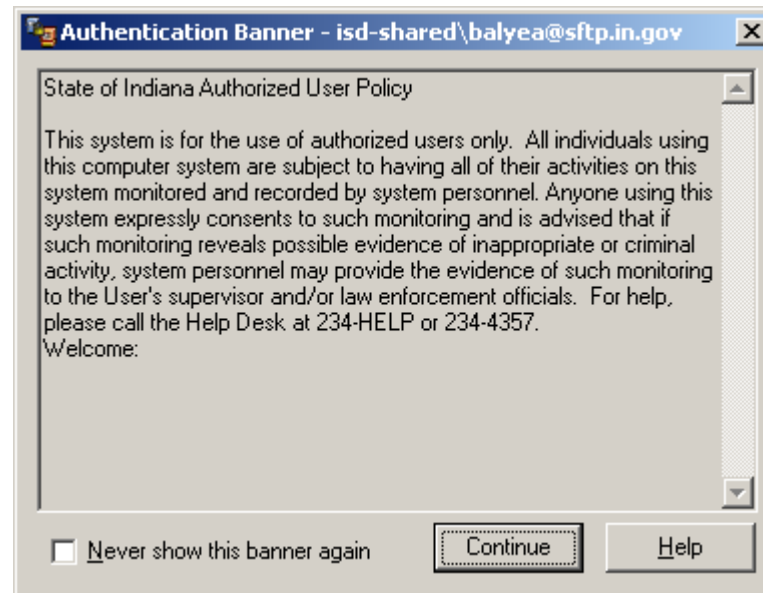 Authentication Banner - isd-shared\balyea@sftp.in.gov
State of Indiana Authorized User Policy
This system is for the use of authorized users only.  All individuals using
this computer system are subject to having all of their activities on this
system monitored and recorded by system personnel. Anyone using this
system expressly consents to such monitoring and is advised that if
such monitoring reveals possible evidence of inappropriate or criminal
activity, system personnel may provide the evidence of such monitoring
to the User's supervisor and/or law enforcement officials.  For help,
please call the Help Desk at 234-HELP or 234-4357.
Welcome:
Never show this banner again
Continue
Help